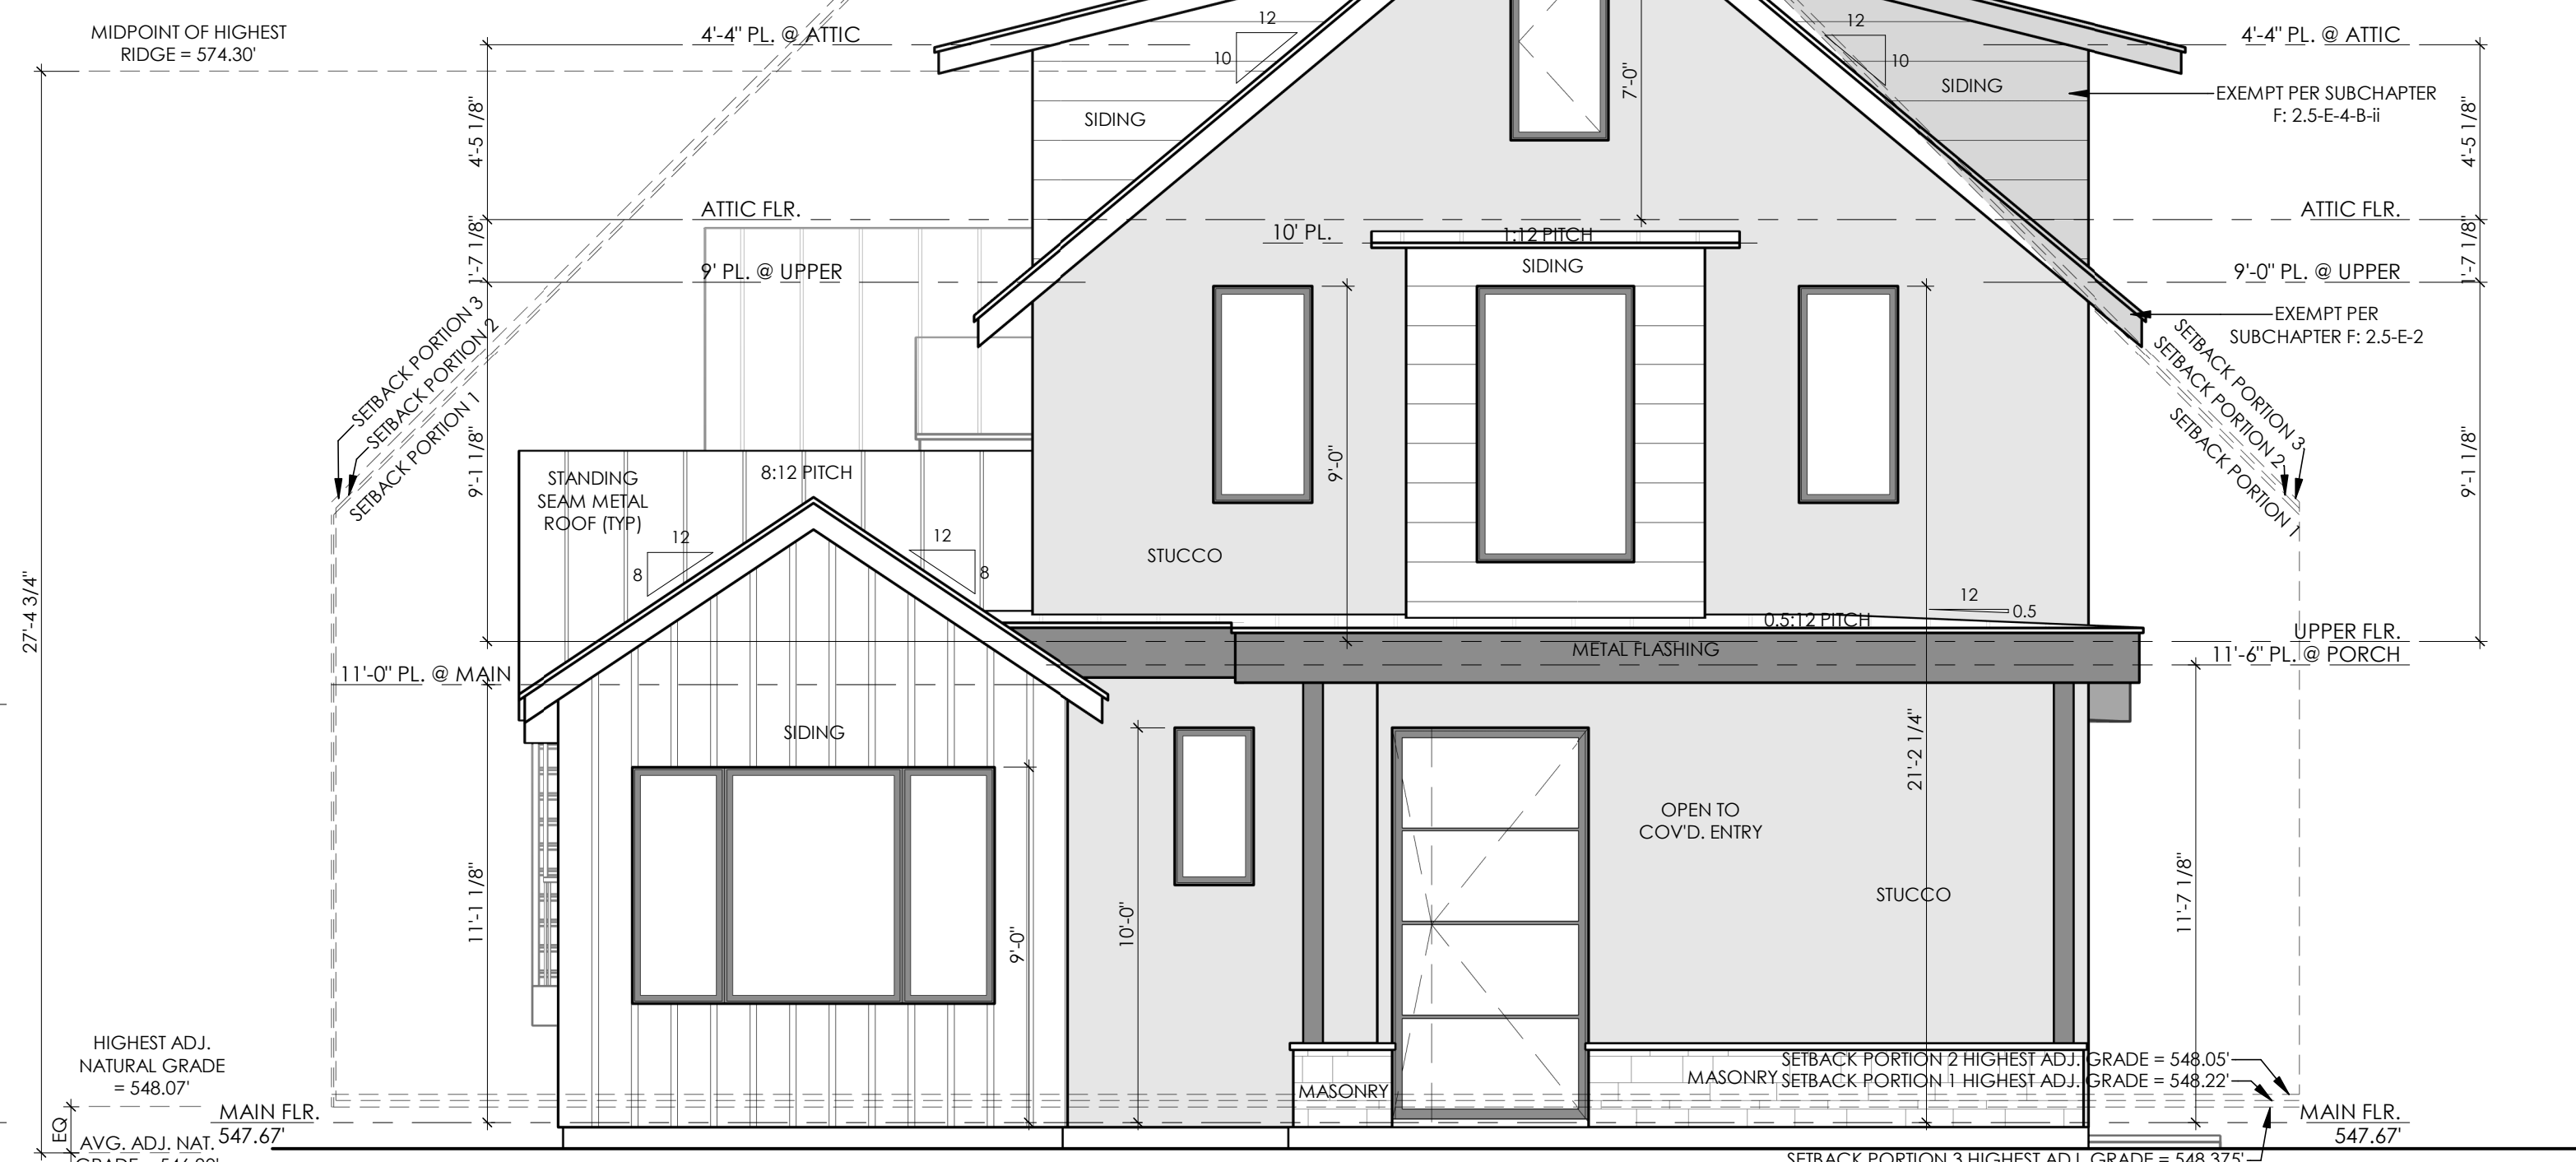 MIDPOINT OF HIGHEST
RIDGE = 574.30'
4'-4" PL. @ ATTIC
12
10
12
10
4'-4" PL. @ ATTIC
SIDING
EXEMPT PER SUBCHAPTER
F: 2.5-E-4-B-ii
SIDING
7'-0"
4'-5 1/8"
4'-5 1/8"
ATTIC FLR.
ATTIC FLR.
10' PL.
1:12 PITCH
1'-7 1/8"
1'-7 1/8"
9' PL. @ UPPER
SIDING
9'-0" PL. @ UPPER
EXEMPT PER
SUBCHAPTER F: 2.5-E-2
SETBACK PORTION 3
SETBACK PORTION 2
SETBACK PORTION 1
SETBACK PORTION 3
SETBACK PORTION 2
SETBACK PORTION 1
9'-1 1/8"
9'-0"
9'-1 1/8"
STANDING
SEAM METAL
ROOF (TYP)
8:12 PITCH
12
8
12
8
STUCCO
27'-4 3/4"
12
0.5
0.5:12 PITCH
UPPER FLR.
METAL FLASHING
11'-6" PL. @ PORCH
11'-0" PL. @ MAIN
SIDING
21'-2 1/4"
OPEN TO
COV'D. ENTRY
STUCCO
11'-1 1/8"
9'-0"
10'-0"
11'-7 1/8"
HIGHEST ADJ.
NATURAL GRADE
= 548.07'
SETBACK PORTION 2 HIGHEST ADJ. GRADE = 548.05'
MASONRY
MASONRY
SETBACK PORTION 1 HIGHEST ADJ. GRADE = 548.22'
MAIN FLR.
547.67'
MAIN FLR.
547.67'
EQ
AVG. ADJ. NAT.
SETBACK PORTION 3 HIGHEST ADJ. GRADE = 548.375'